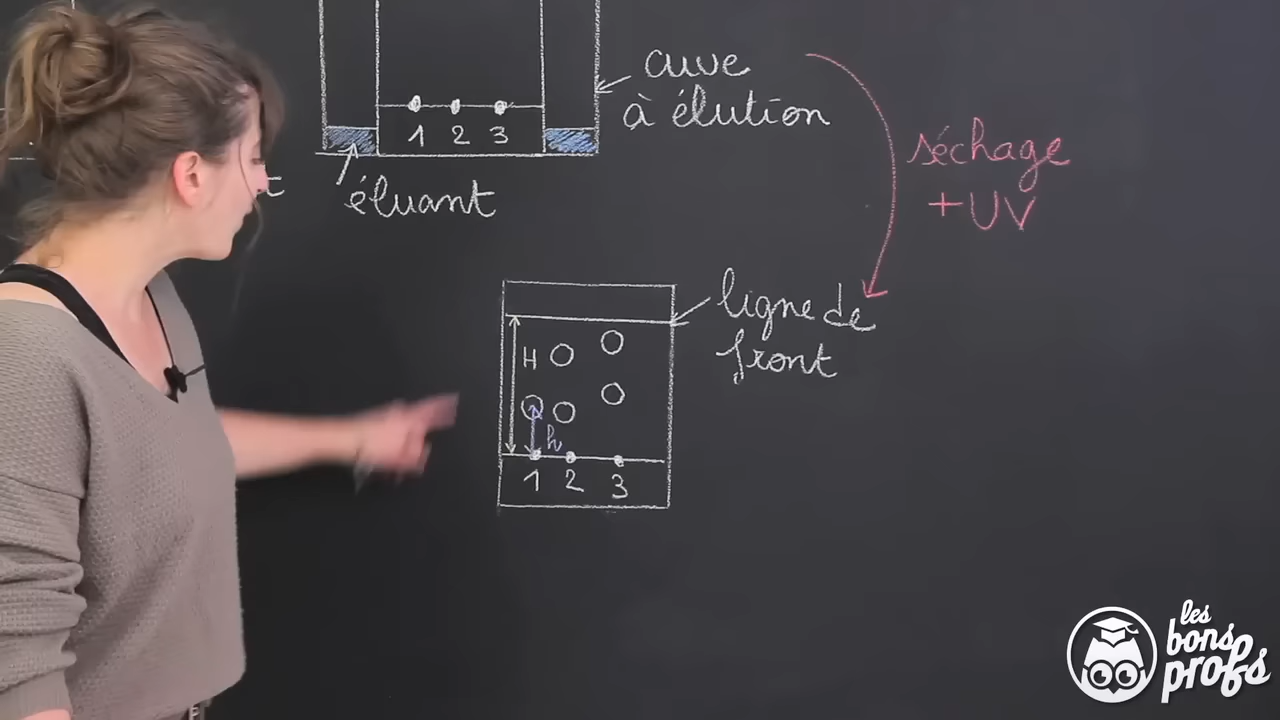 cuve
à élution
1 2 3
éluant
séchage
+UV
ligne de
front
H
h
1 2 3
les
bons
profs